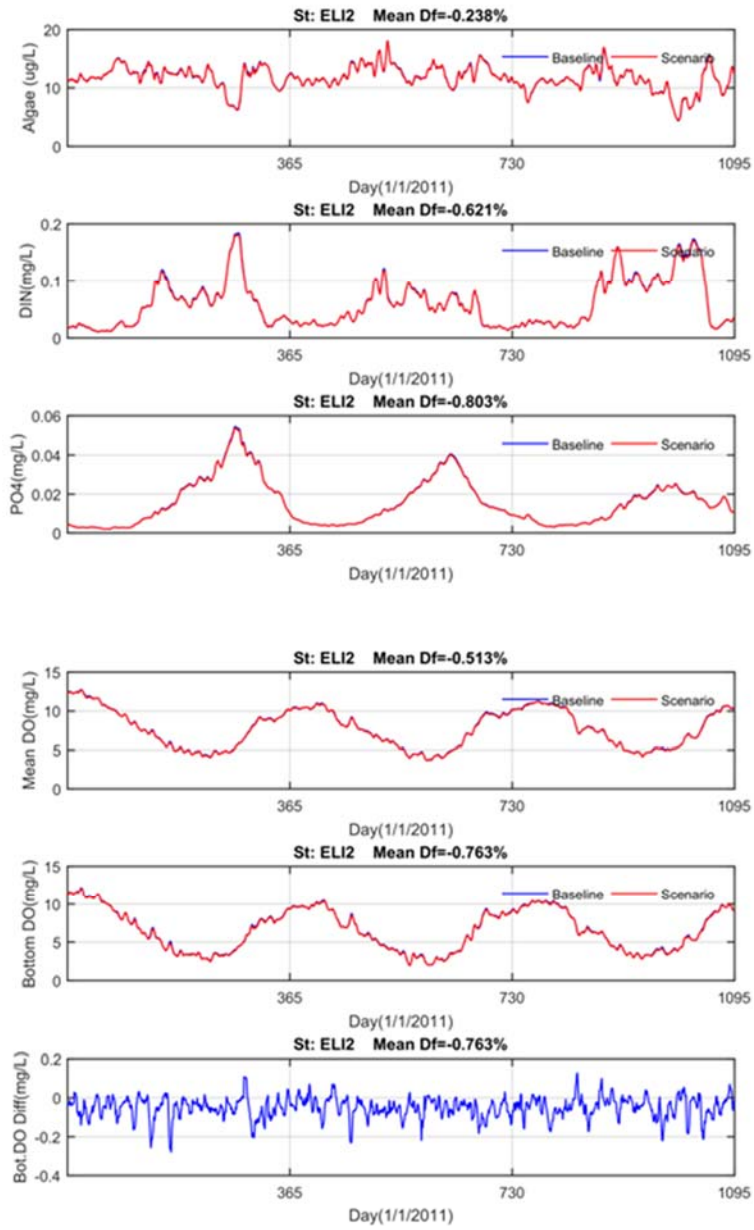 St: ELI2 Mean Df=-0.238%
20
10
0
Algae (ug/L)
Baseline Scenario
365 730 1095
Day(1/1/2011)
St: ELI2 Mean Df=-0.621%
0.2
0.1
0
DIN(mg/L)
Baseline Scenario
365 730 1095
Day(1/1/2011)
St: ELI2 Mean Df=-0.803%
0.06
0.04
0.02
0
PO4(mg/L)
Baseline Scenario
365 730 1095
Day(1/1/2011)
St: ELI2 Mean Df=-0.513%
15
10
5
0
Mean DO(mg/L)
Baseline Scenario
365 730 1095
Day(1/1/2011)
St: ELI2 Mean Df=-0.763%
15
10
5
0
Bottom DO(mg/L)
Baseline Scenario
365 730 1095
Day(1/1/2011)
St: ELI2 Mean Df=-0.763%
0.2
0
-0.2
-0.4
Bot.DO Diff(mg/L)
365 730 1095
Day(1/1/2011)